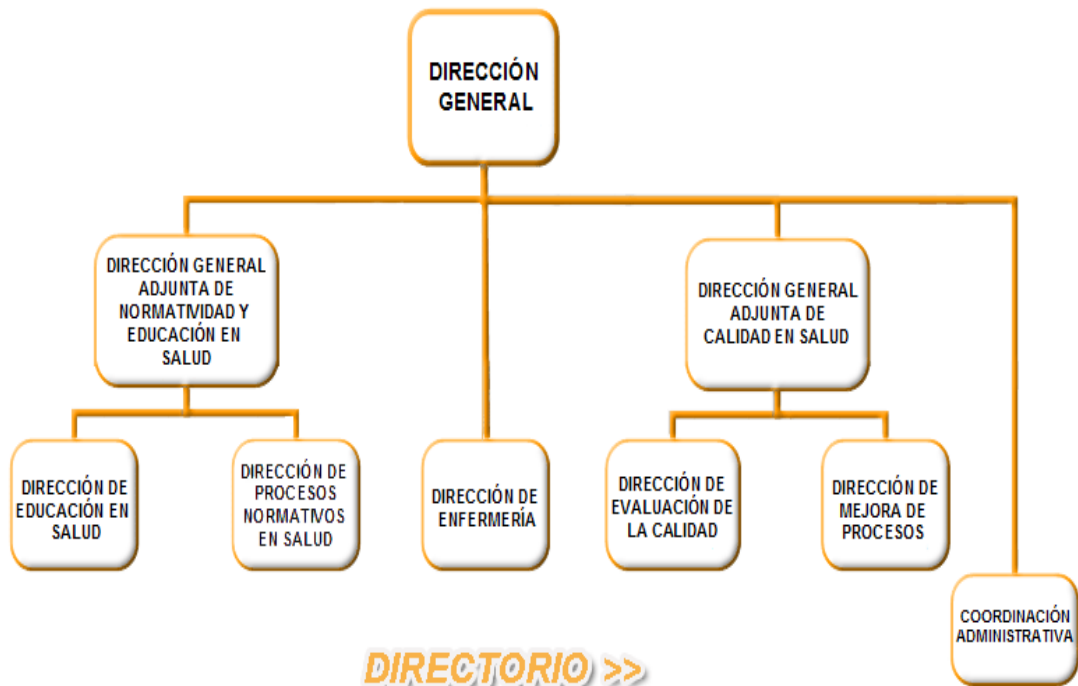 DIRECCIÓN
GENERAL
DIRECCIÓN GENERAL
ADJUNTA DE
NORMATIVIDAD Y
EDUCACIÓN EN
SALUD
DIRECCIÓN GENERAL
ADJUNTA DE
CALIDAD EN SALUD
DIRECCIÓN DE
EDUCACIÓN EN
SALUD
DIRECCIÓN DE
PROCESOS
NORMATIVOS
EN SALUD
DIRECCIÓN DE
ENFERMERÍA
DIRECCIÓN DE
EVALUACIÓN DE
LA CALIDAD
DIRECCIÓN DE
MEJORA DE
PROCESOS
COORDINACIÓN
ADMINISTRATIVA
DIRECTORIO >>